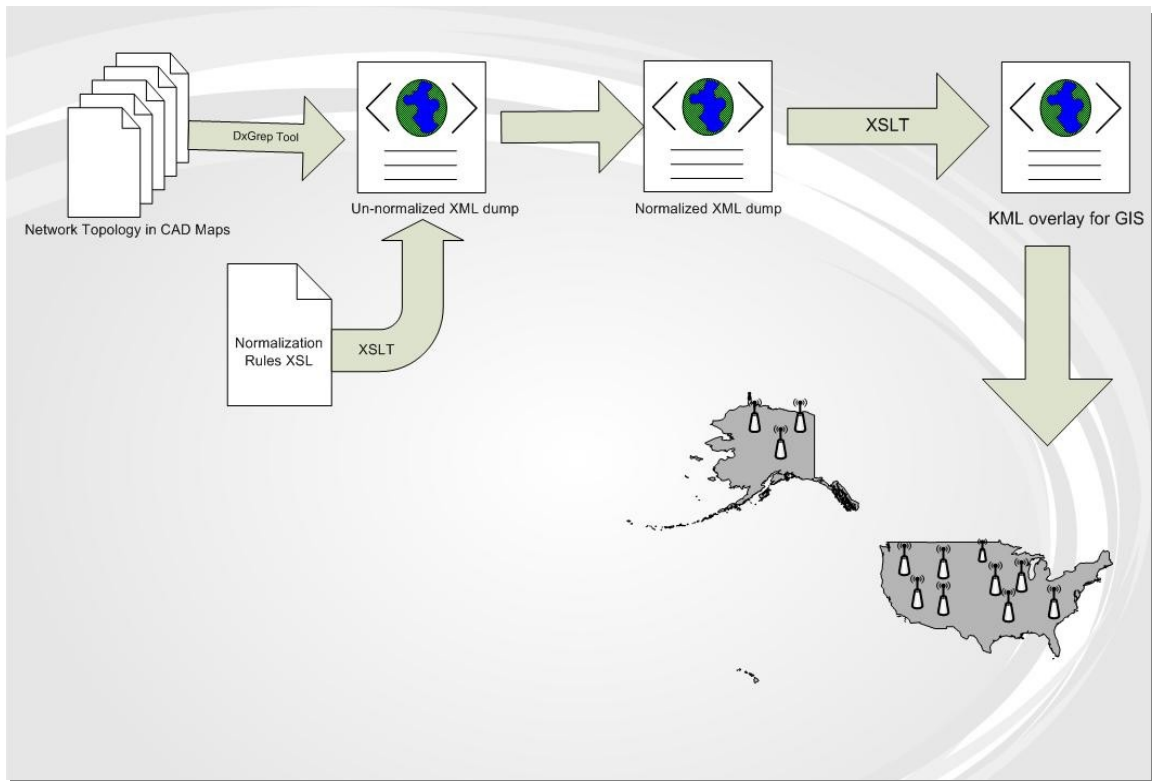 DxGrep Tool
XSLT
Un-normalized XML dump
Normalized XML dump
Network Topology in CAD Maps
KML overlay for GIS
Normalization
Rules XSL
XSLT